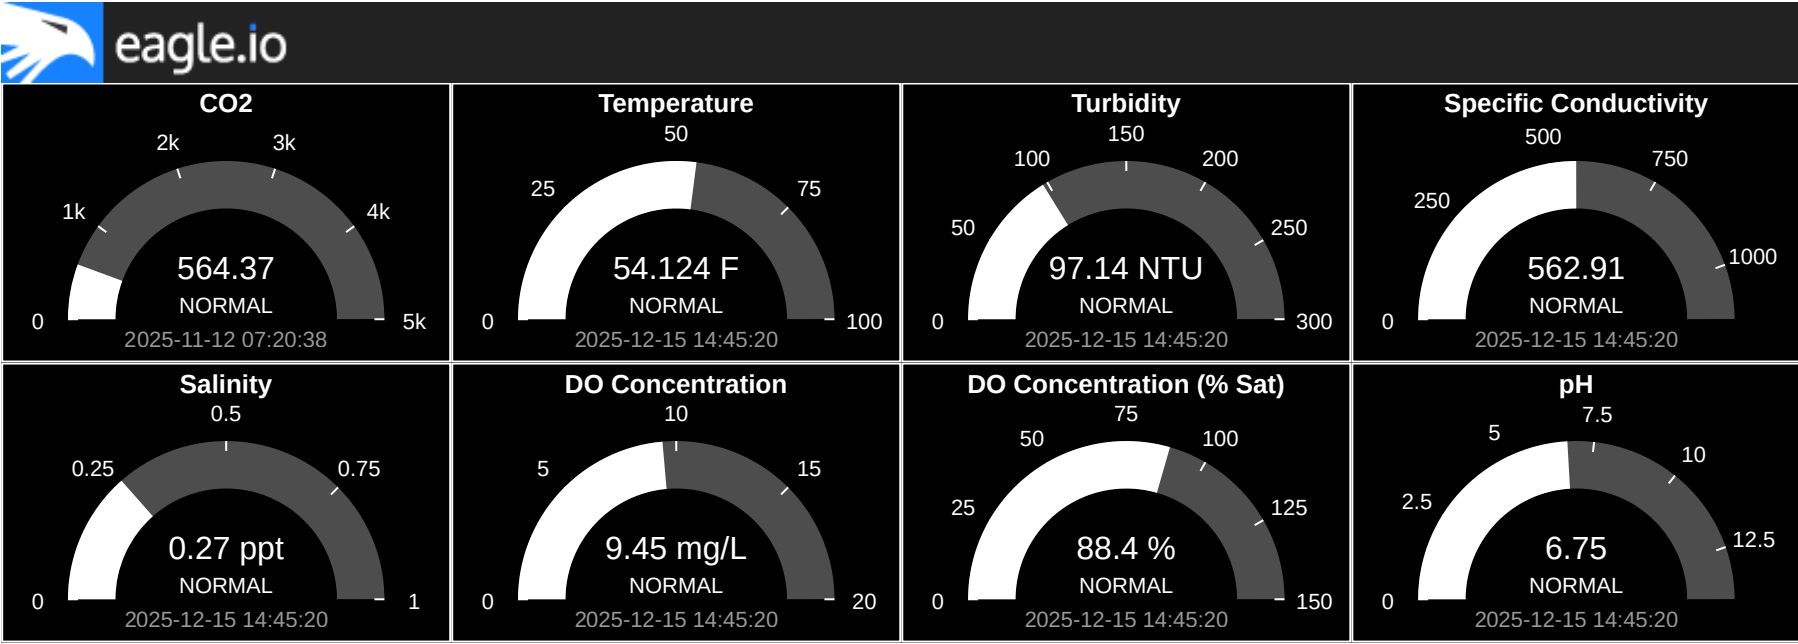 eagle.io
CO2
2k
3k
1k
4k
564.37
NORMAL
0
5k
2025-11-12 07:20:38
Temperature
50
25
75
54.124 F
NORMAL
0
100
2025-12-15 14:45:20
Turbidity
150
100
200
50
250
97.14 NTU
NORMAL
0
300
2025-12-15 14:45:20
Specific Conductivity
500
750
250
1000
562.91
NORMAL
0
2025-12-15 14:45:20
Salinity
0.5
0.25
0.75
0.27 ppt
NORMAL
0
1
2025-12-15 14:45:20
DO Concentration
10
5
15
9.45 mg/L
NORMAL
0
20
2025-12-15 14:45:20
DO Concentration (% Sat)
75
50
100
25
125
88.4 %
NORMAL
0
150
2025-12-15 14:45:20
pH
7.5
5
10
2.5
12.5
6.75
NORMAL
0
2025-12-15 14:45:20